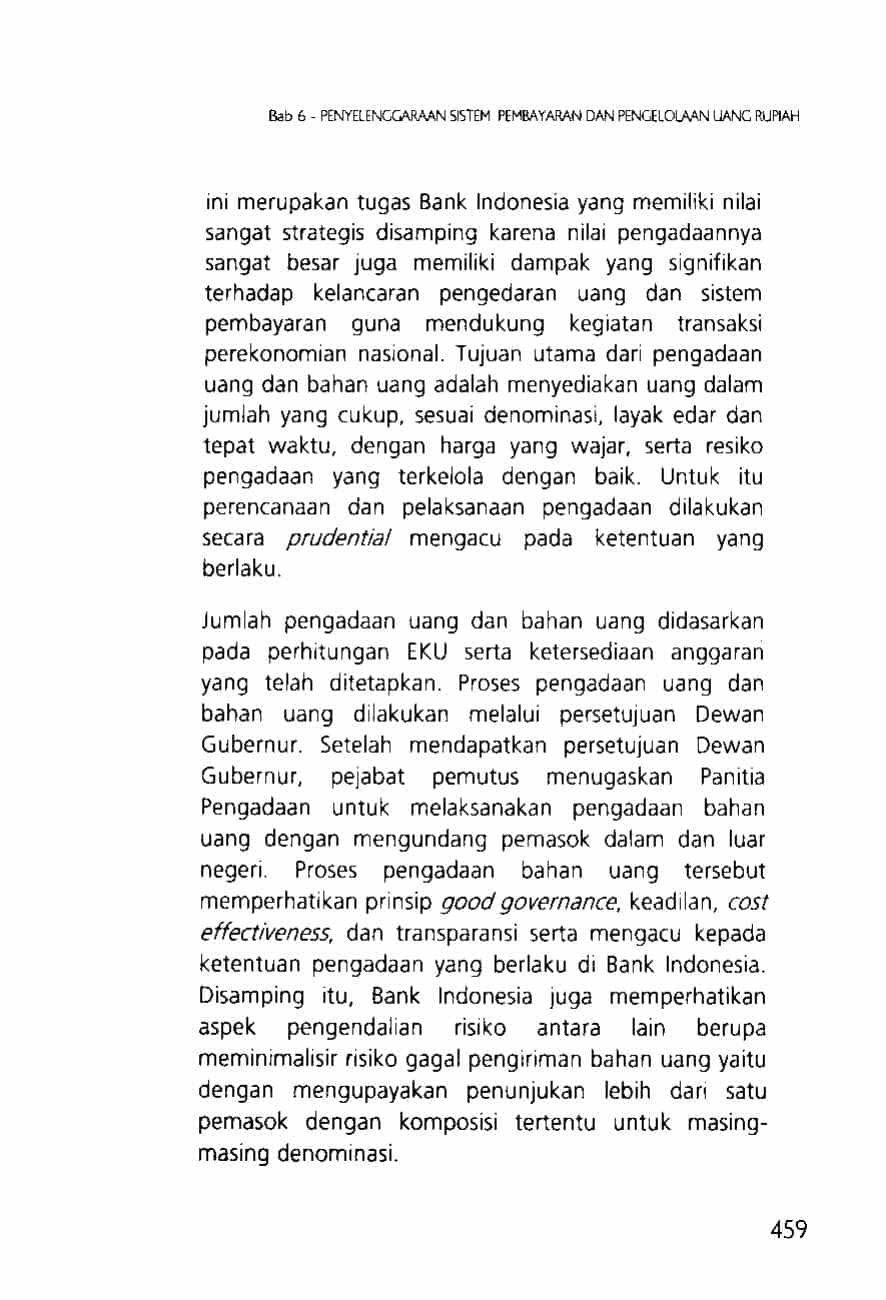 Bab 6 - PENYELENGGARAAN SISTEM PEMBAYARAN DAN PENGELOLAAN UANG RUPIAH
ini merupakan tugas Bank Indonesia yang memiliki nilai
sangat strategis disamping karena nilai pengadaannya
sangat besar juga memiliki dampak yang signifikan
terhadap kelancaran pengedaran uang dan sistem
pembayaran guna mendukung kegiatan transaksi
perekonomian nasional. Tujuan utama dari pengadaan
uang dan bahan uang adalah menyediakan uang dalam
jumlah yang cukup, sesuai denominasi, layak edar dan
tepat waktu, dengan harga yang wajar, serta resiko
pengadaan yang terkelola dengan baik. Untuk itu
perencanaan dan pelaksanaan pengadaan dilakukan
secara prudential mengacu pada ketentuan yang
berlaku.
Jumlah pengadaan uang dan bahan uang didasarkan
pada perhitungan EKU serta ketersediaan anggaran
yang telah ditetapkan. Proses pengadaan uang dan
bahan uang dilakukan melalui persetujuan Dewan
Gubernur. Setelah mendapatkan persetujuan Dewan
Gubernur, pejabat pemutus menugaskan Panitia
Pengadaan untuk melaksanakan pengadaan bahan
uang dengan mengundang pemasok dalam dan luar
negeri. Proses pengadaan bahan uang tersebut
memperhatikan prinsip good governance, keadilan, cost
effectiveness, dan transparansi serta mengacu kepada
ketentuan pengadaan yang berlaku di Bank Indonesia.
Disamping itu, Bank Indonesia juga memperhatikan
aspek pengendalian risiko antara lain berupa
meminimalisir risiko gagal pengiriman bahan uang yaitu
dengan mengupayakan penunjukan lebih dari satu
pemasok dengan komposisi tertentu untuk masing-
masing denominasi.
459